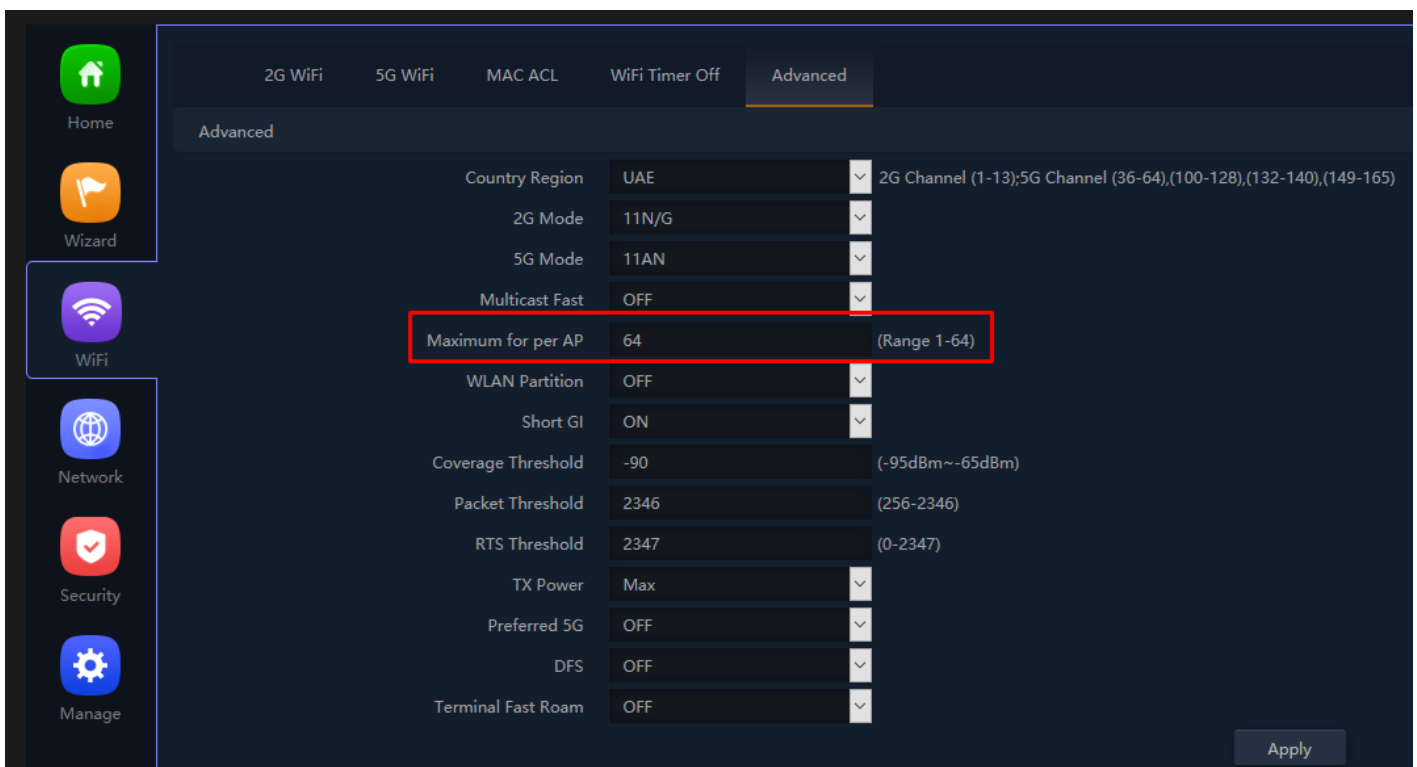 Home
Wizard
WiFi
Network
Security
Manage
2G WiFi 5G WiFi MAC ACL WiFi Timer Off Advanced
Advanced
Country Region UAE 2G Channel (1-13);5G Channel (36-64),(100-128),(132-140),(149-165)
2G Mode 11N/G
5G Mode 11AN
Multicast Fast OFF
Maximum for per AP 64 (Range 1-64)
WLAN Partition OFF
Short GI ON
Coverage Threshold -90 (-95dBm~-65dBm)
Packet Threshold 2346 (256-2346)
RTS Threshold 2347 (0-2347)
TX Power Max
Preferred 5G OFF
DFS OFF
Terminal Fast Roam OFF
Apply